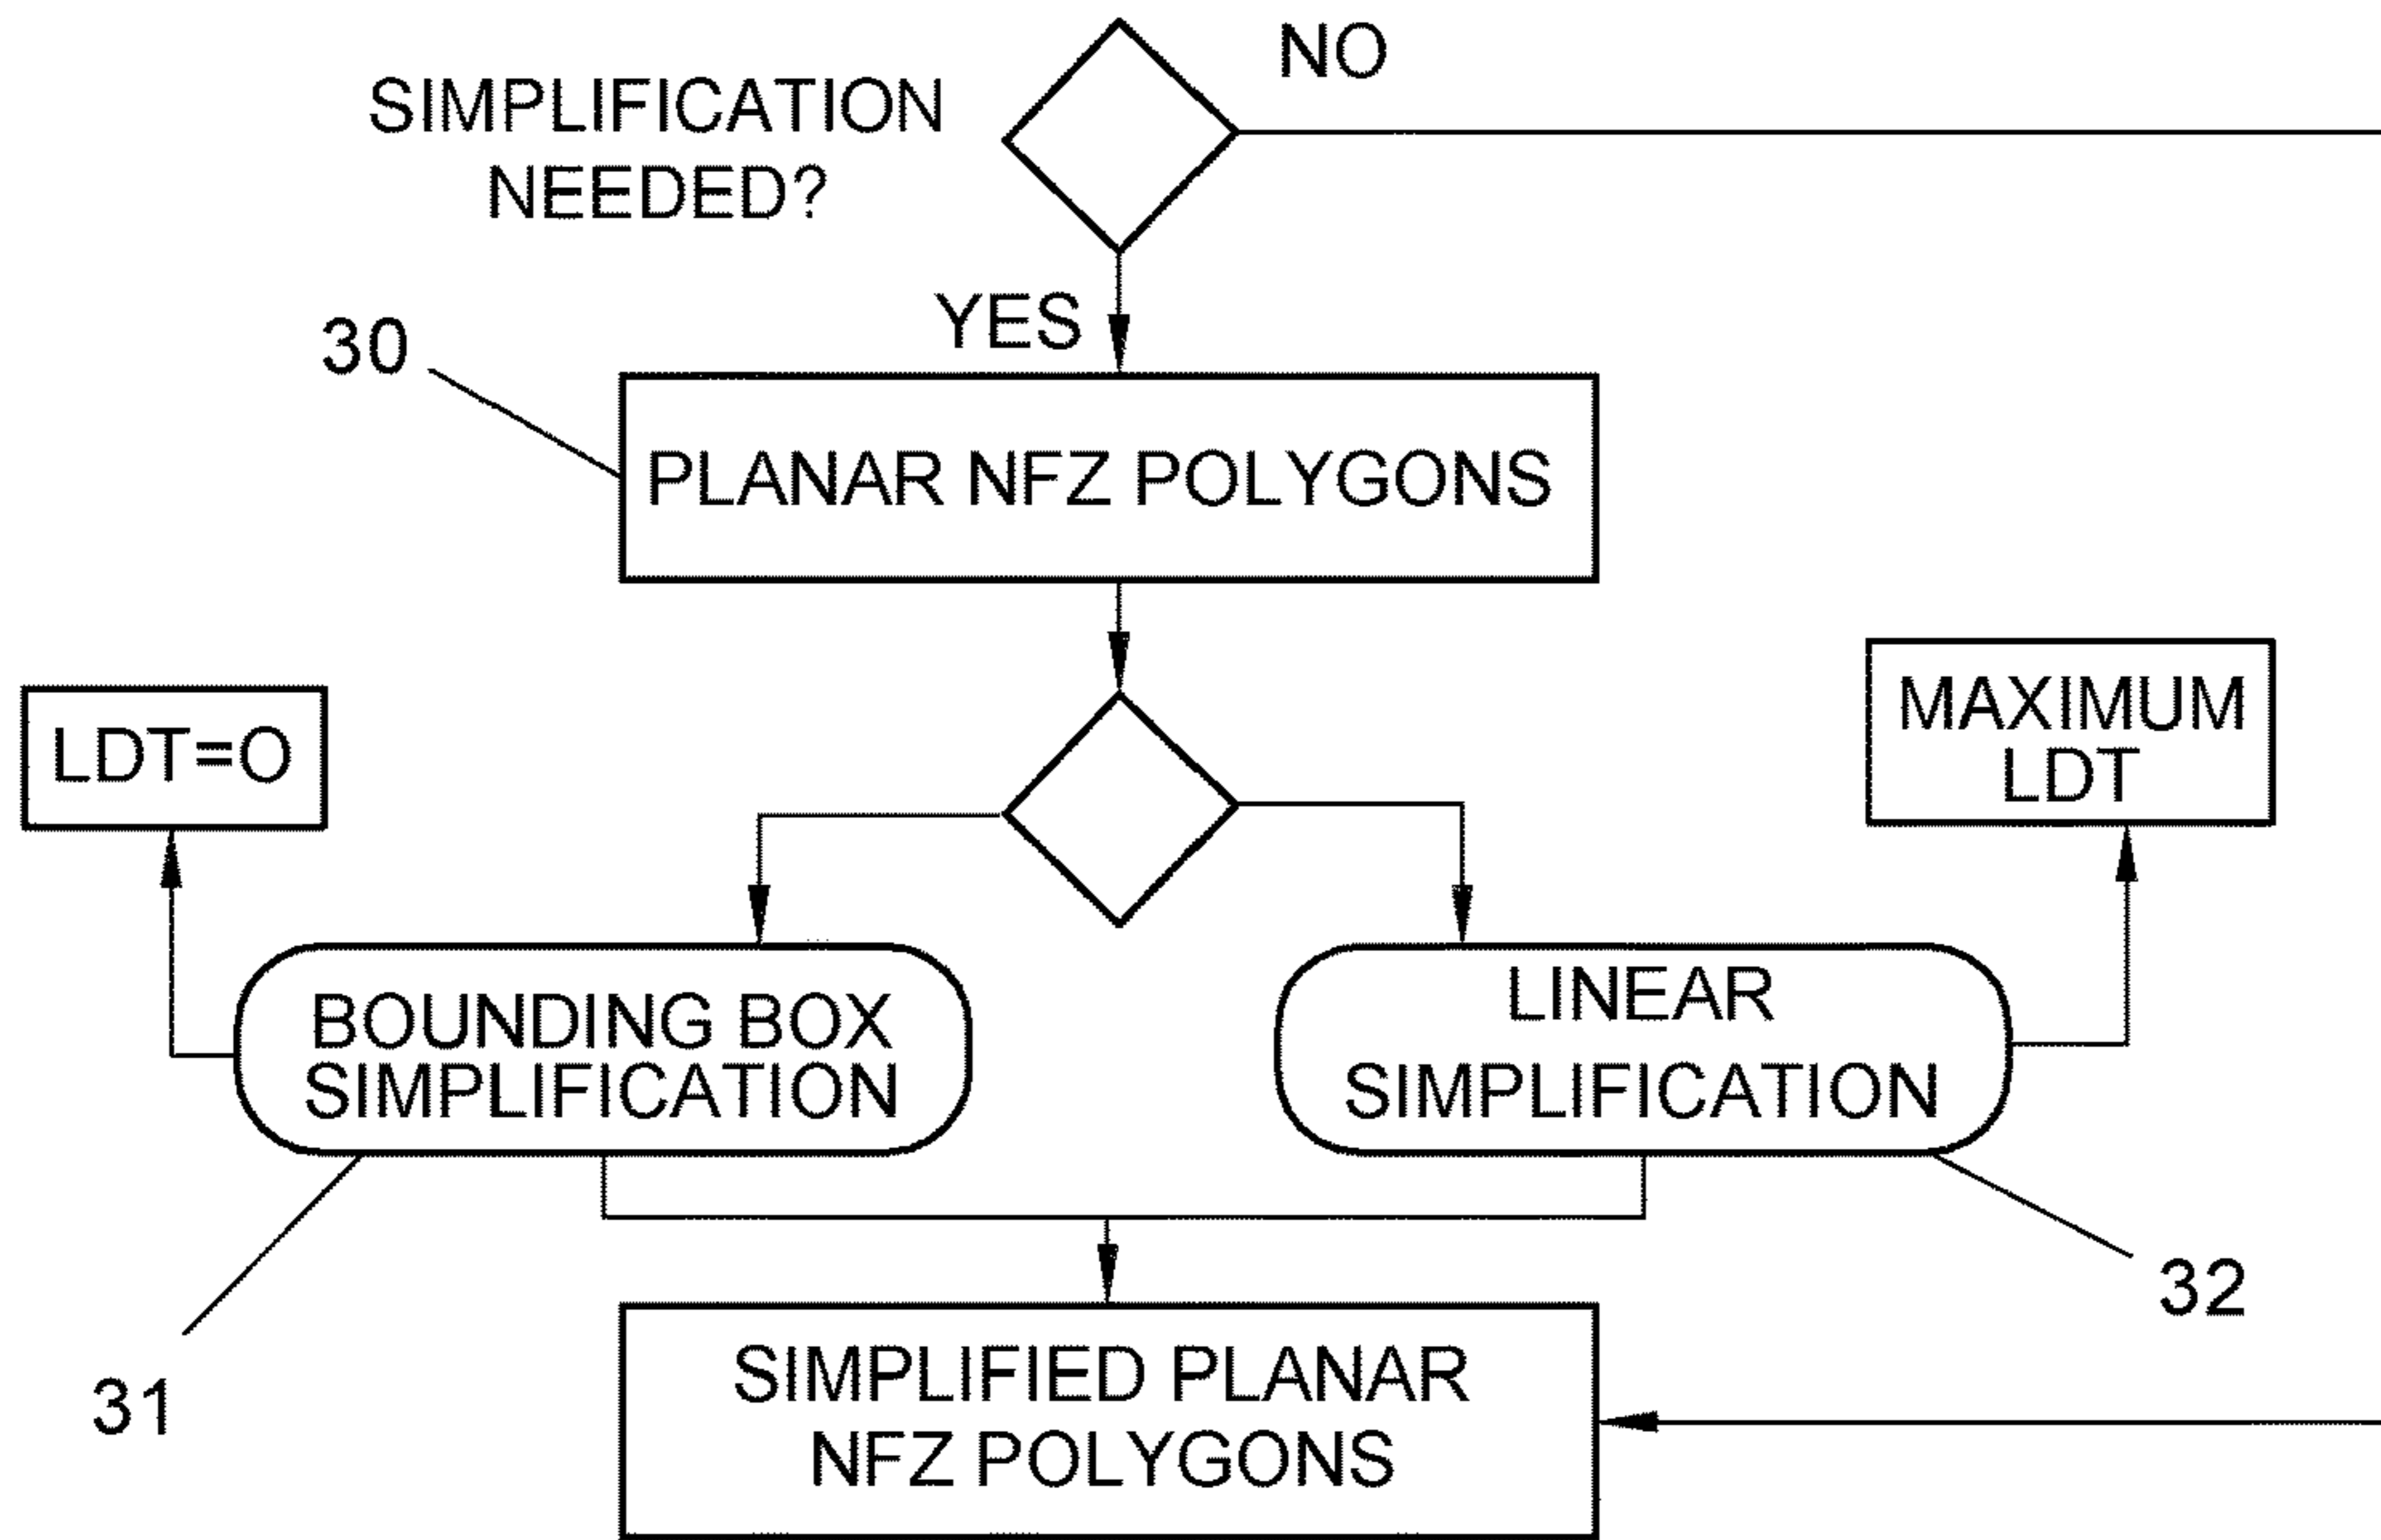 NO
SIMPLIFICATION
NEEDED?
YES
30
PLANAR NFZ POLYGONS
LDT=O
MAXIMUM
LDT
BOUNDING BOX
SIMPLIFICATION
LINEAR
SIMPLIFICATION
31
32
SIMPLIFIED PLANAR
NFZ POLYGONS